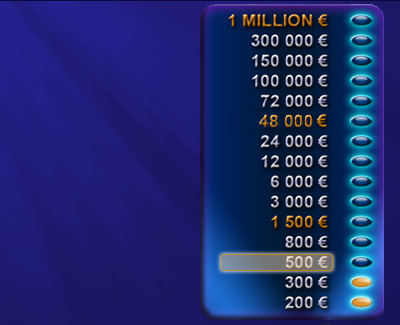 1 MILLION €
300 000 €
150 000 €
100 000 €
72 000 €
48 000 €
24 000 €
12 000 €
6 000 €
3 000 €
1 500 €
800 €
500 €
300 €
200 €